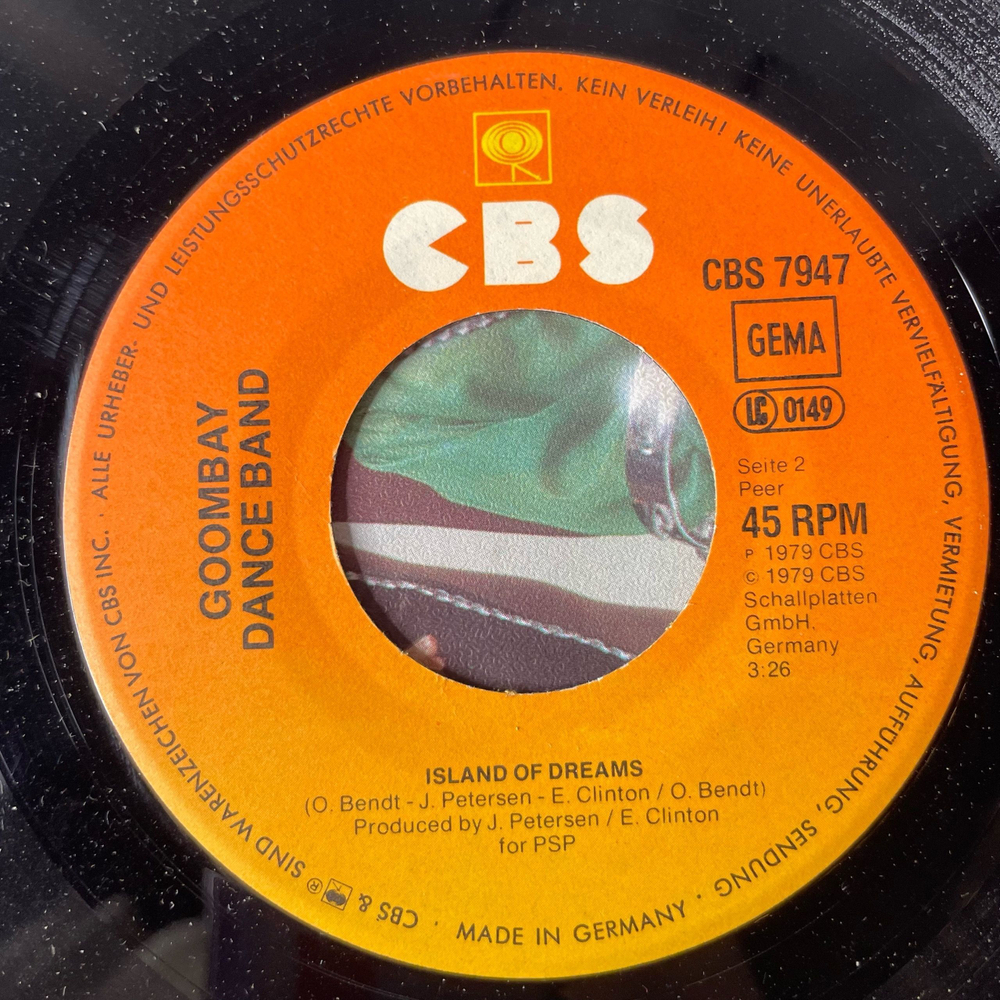 ALLE URHEBER- UND LEISTUNGSSCHUTZRECHTE VORBEHALTEN. KEIN VERLEIH! KEINE UNERLAUBTE VERVIELFÄLTIGUNG, VERMIETUNG, AUFFÜHRUNG, SENDUNG
CBS
CBS 7947
GEMA
LC 0149
GOOMBAY
DANCE BAND
Seite 2
Peer
45 RPM
P 1979 CBS
© 1979 CBS
Schallplatten
GmbH.
Germany
3:26
ISLAND OF DREAMS
(O. Bendt - J. Petersen - E. Clinton / O. Bendt)
Produced by J. Petersen / E. Clinton
for PSP
· MADE IN GERMANY ·
CBS & ® SIND WARENZEICHEN VON CBS INC. ·